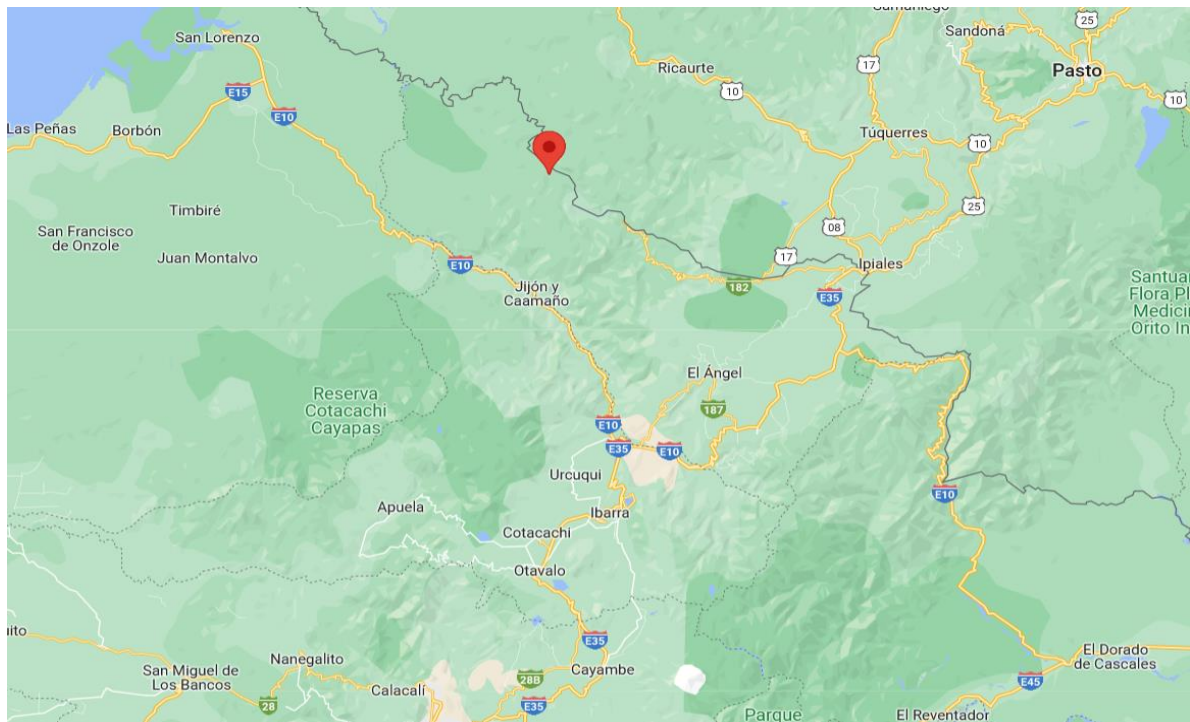 Samaniego
Sandoná
25
San Lorenzo
17
Ricaurte
Pasto
10
E15
10
E10
Las Peñas
Borbón
Túquerres
10
Timbiré
25
San Francisco
de Onzole
08
Juan Montalvo
17
E10
Ipiales
182
E35
Santua
Flora Pl
Medici
Orito In
Jijón y
Caamaño
El Ángel
Reserva
Cotacachi
Cayapas
187
E10
E35
E10
Urcuqui
E10
Apuela
Ibarra
Cotacachi
Otavalo
ito
E35
Nanegalito
El Dorado
de Cascales
San Miguel de
Los Bancos
Cayambe
28B
E45
Calacalí
28
E35
Parque
El Reventador